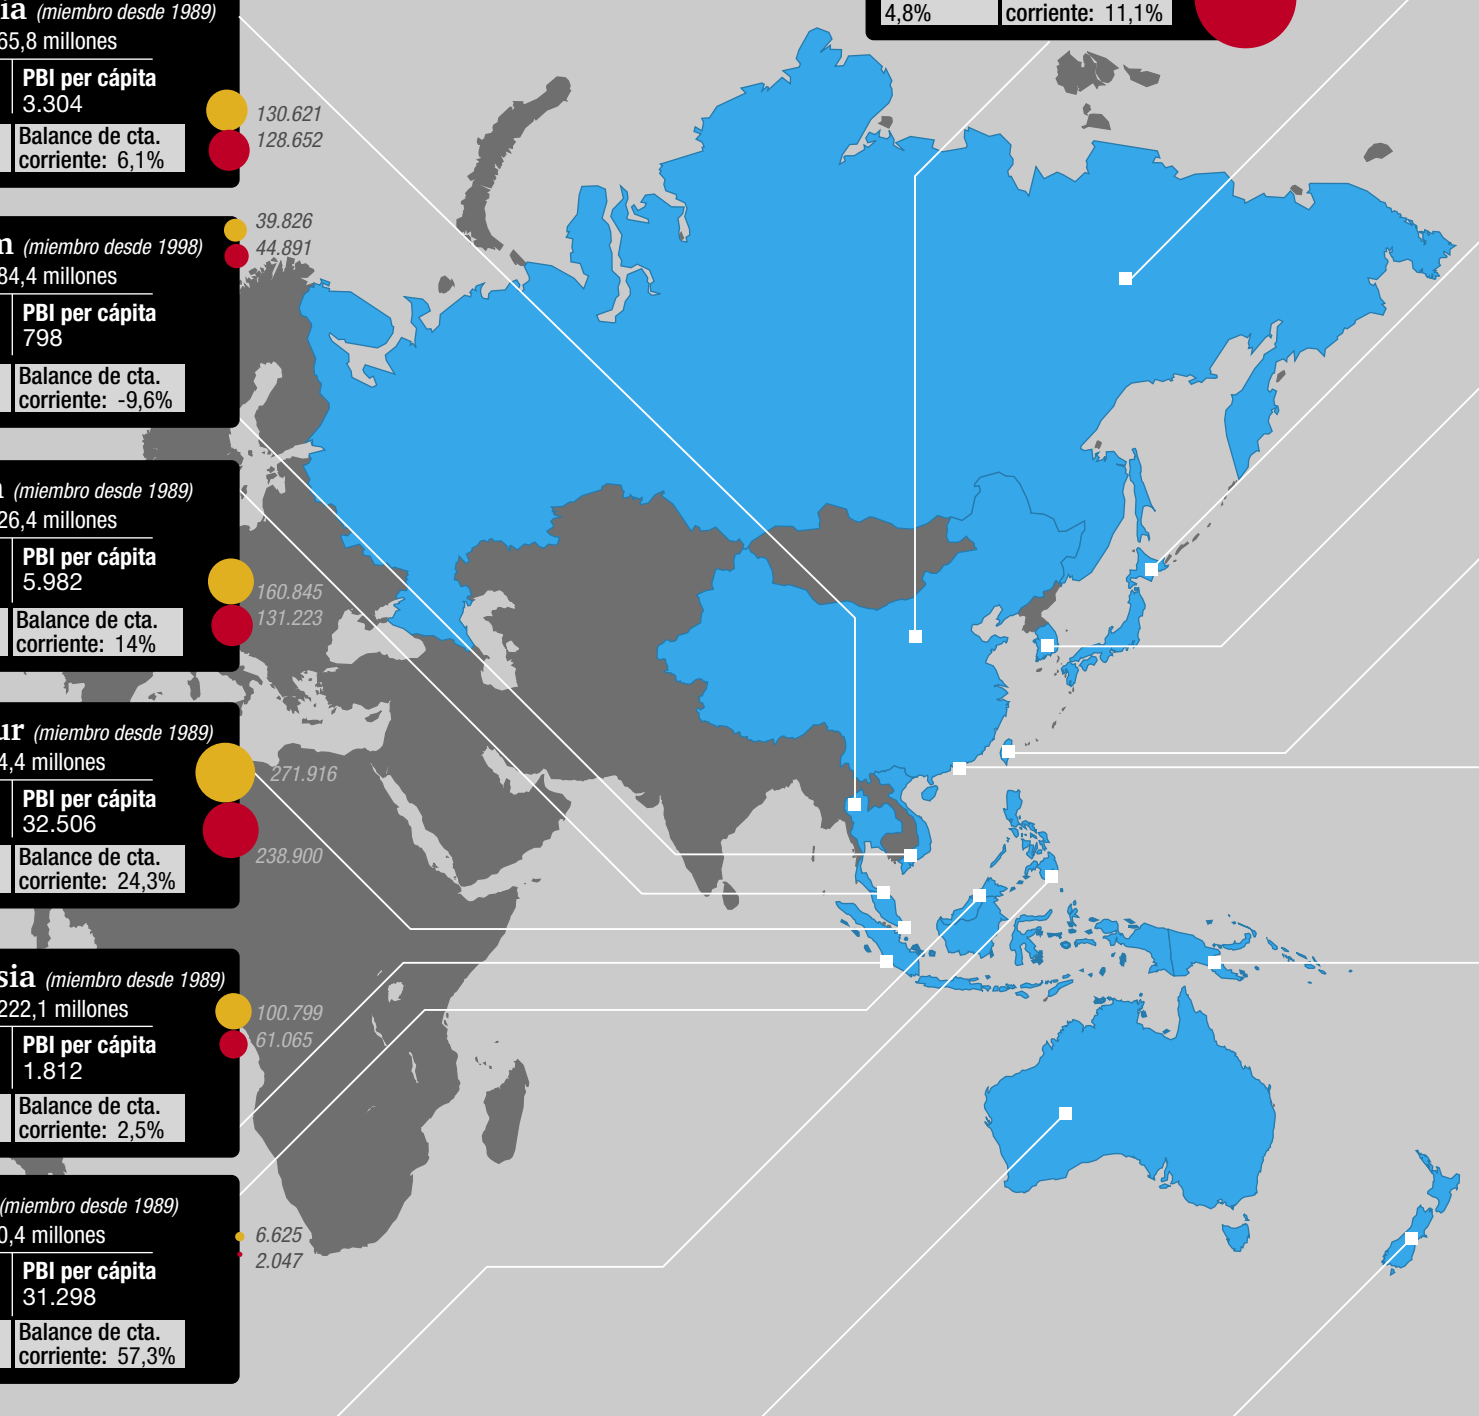 ia (miembro desde 1989)
65,8 millones
PBI per cápita
3.304
Balance de cta.
corriente: 6,1%
130.621
128.652
4,8%
corriente: 11,1%
m (miembro desde 1998)
84,4 millones
PBI per cápita
798
Balance de cta.
corriente: -9,6%
39.826
44.891
a (miembro desde 1989)
26,4 millones
PBI per cápita
5.982
Balance de cta.
corriente: 14%
160.845
131.223
ur (miembro desde 1989)
4,4 millones
PBI per cápita
32.506
Balance de cta.
corriente: 24,3%
271.916
238.900
sia (miembro desde 1989)
222,1 millones
PBI per cápita
1.812
Balance de cta.
corriente: 2,5%
100.799
61.065
(miembro desde 1989)
0,4 millones
PBI per cápita
31.298
Balance de cta.
corriente: 57,3%
6.625
2.047